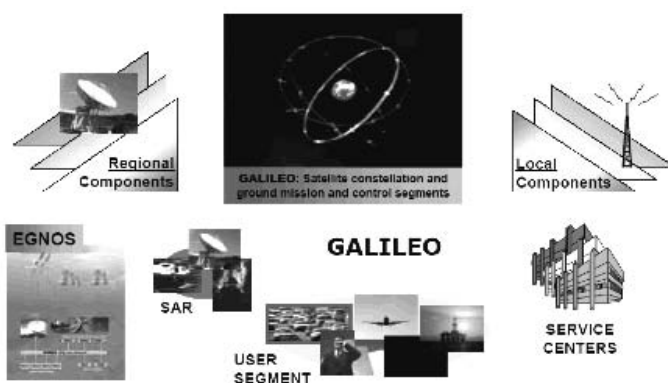 Regional
Components
GALILEO: Satellite constellation and
ground mission and control segments
Local
Components
EGNOS
SAR
GALILEO
USER
SEGMENT
SERVICE
CENTERS